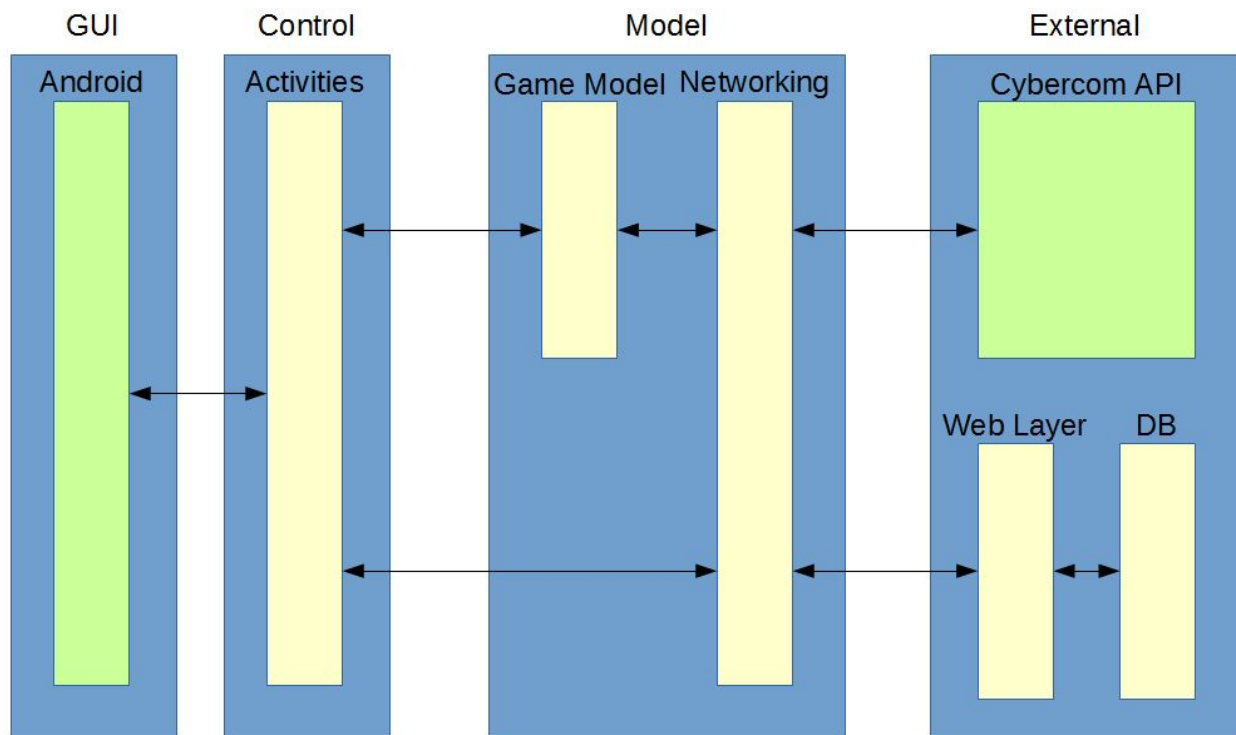 GUI
Control
Model
External
Android
Activities
Game Model
Networking
Cybercom API
Web Layer
DB